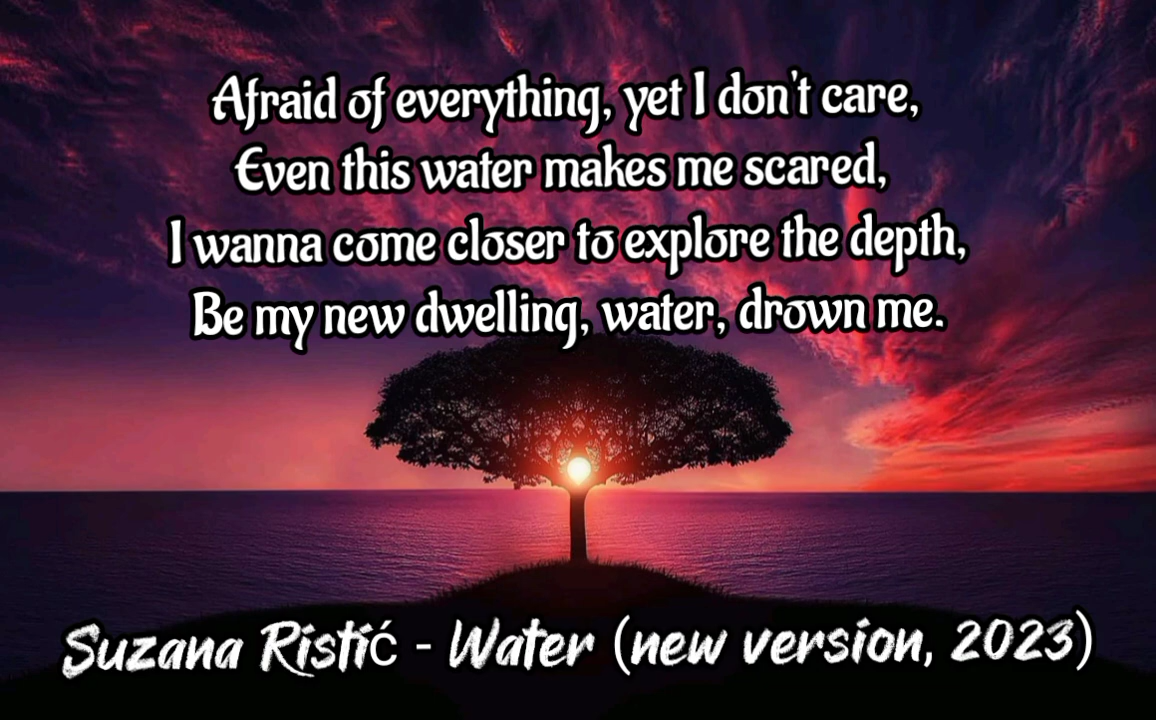 Afraid of everything, yet I don't care,
Even this water makes me scared,
I wanna come closer to explore the depth,
Be my new dwelling, water, drown me.
Suzana Ristić - Water (new version, 2023)